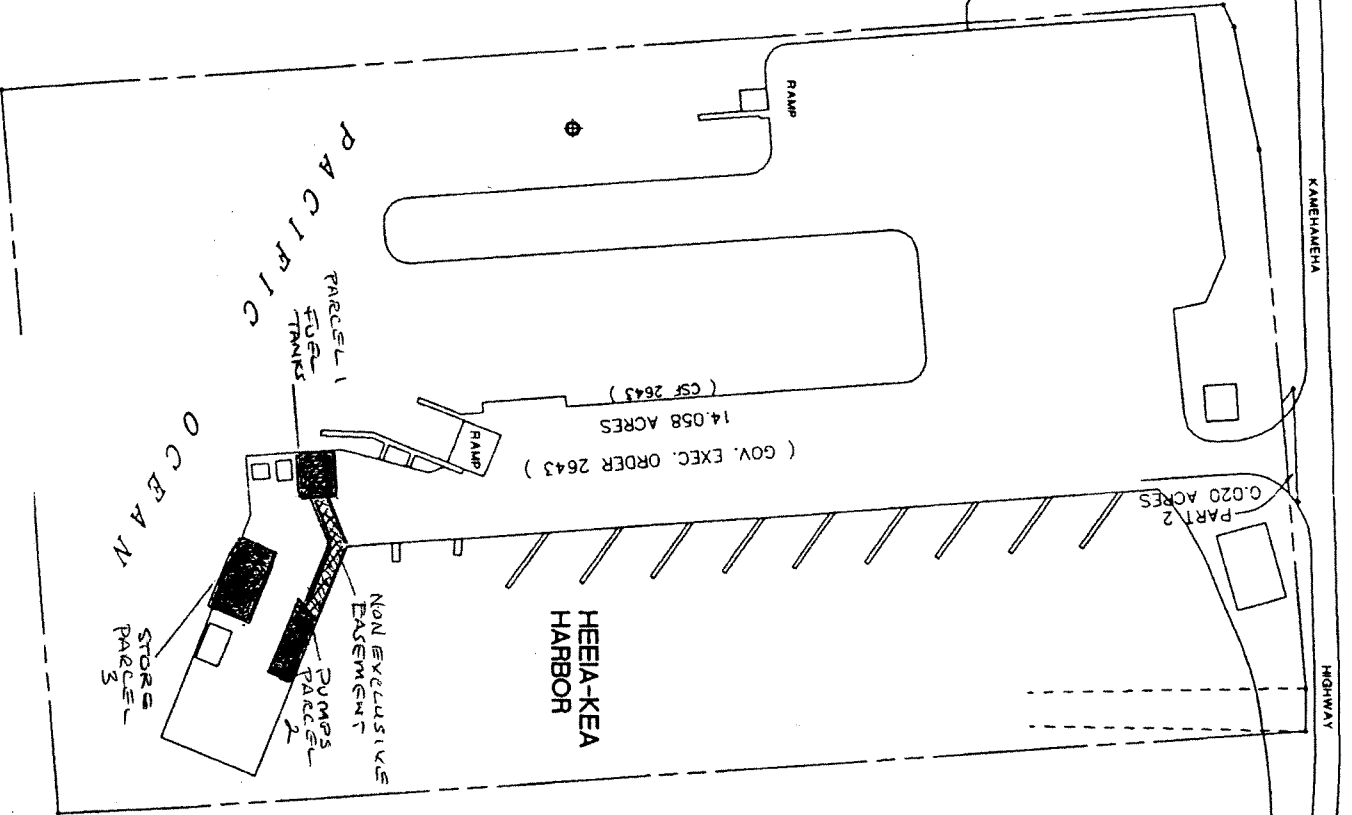 RAMP
KAMEHAMEHA
PACIFIC
OCEAN
PARCEL 1
FUEL
TANKS
( GOV. EXEC. ORDER 2643 )
14.058 ACRES
( CSF 2643 )
RAMP
PART 2
0.020 ACRES
HEEIA-KEA
HARBOR
NON EXCLUSIVE
EASEMENT
PUMPS
PARCEL
2
STORE
PARCEL
3
HIGHWAY